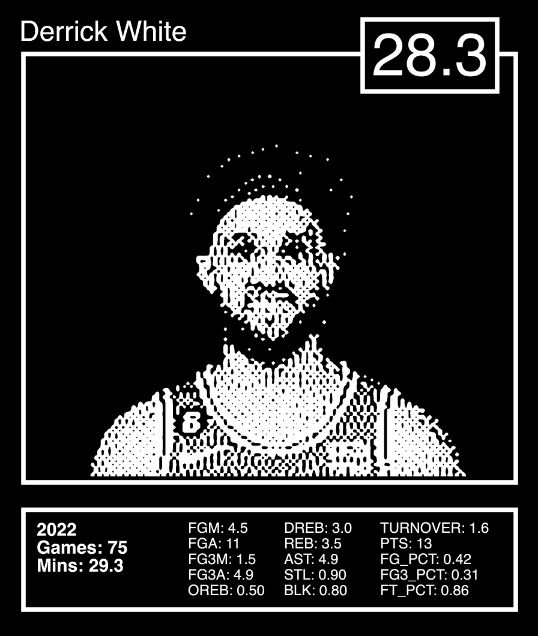 Derrick White
28.3
6
2022
Games: 75
Mins: 29.3
FGM: 4.5
FGA: 11
FG3M: 1.5
FG3A: 4.9
OREB: 0.50
DREB: 3.0
REB: 3.5
AST: 4.9
STL: 0.90
BLK: 0.80
TURNOVER: 1.6
PTS: 13
FG_PCT: 0.42
FG3_PCT: 0.31
FT_PCT: 0.86